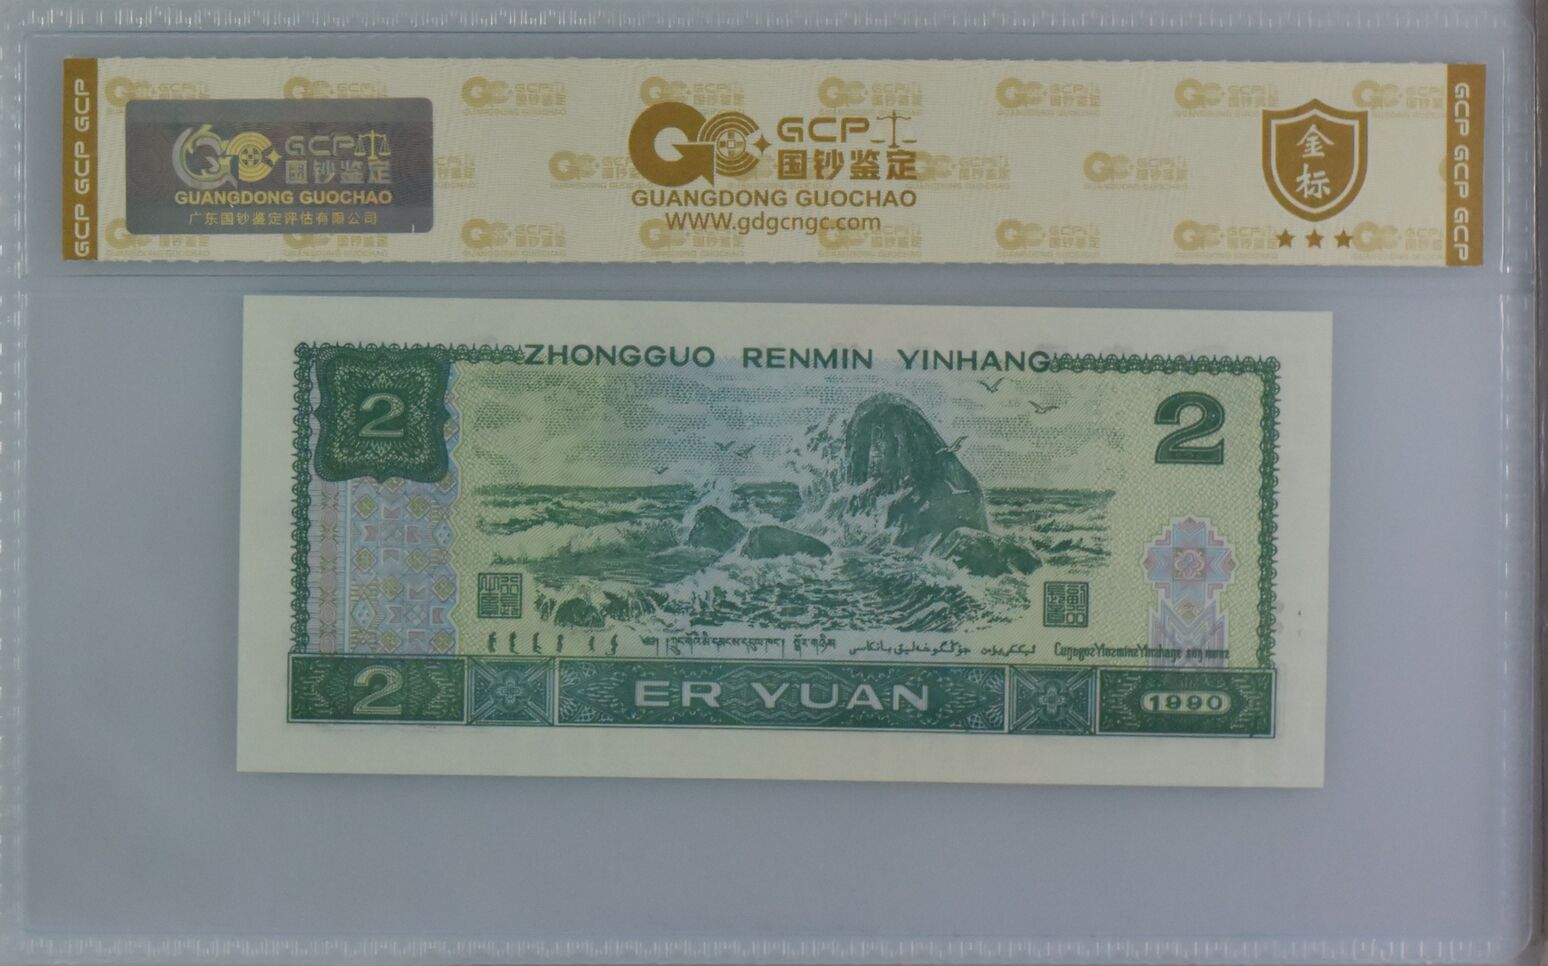 GCP GCP GCP
GCP
国钞鉴定
GUANGDONG GUOCHAO
广东国钞鉴定评估有限公司
GCP
国钞鉴定
GUANGDONG GUOCHAO
WWW.gdgcngc.com
金标
GCP GCP GCP
ZHONGGUO RENMIN YINHANG
2
2
2
ER YUAN
1990